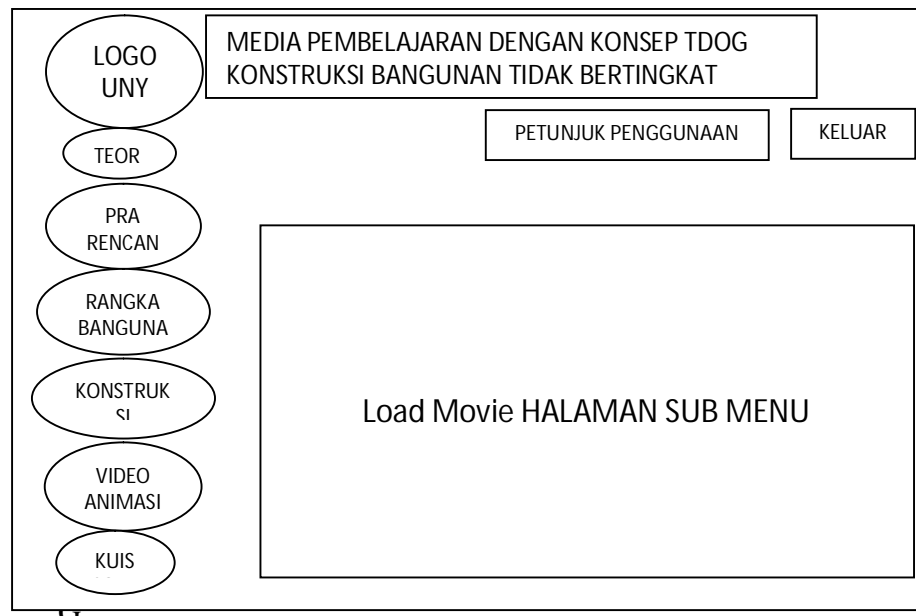 LOGO
UNY
MEDIA PEMBELAJARAN DENGAN KONSEP TDOG
KONSTRUKSI BANGUNAN TIDAK BERTINGKAT
PETUNJUK PENGGUNAAN
KELUAR
TEOR
PRA
RENCAN
RANGKA
BANGUNA
KONSTRUK
SI
VIDEO
ANIMASI
KUIS
Load Movie HALAMAN SUB MENU